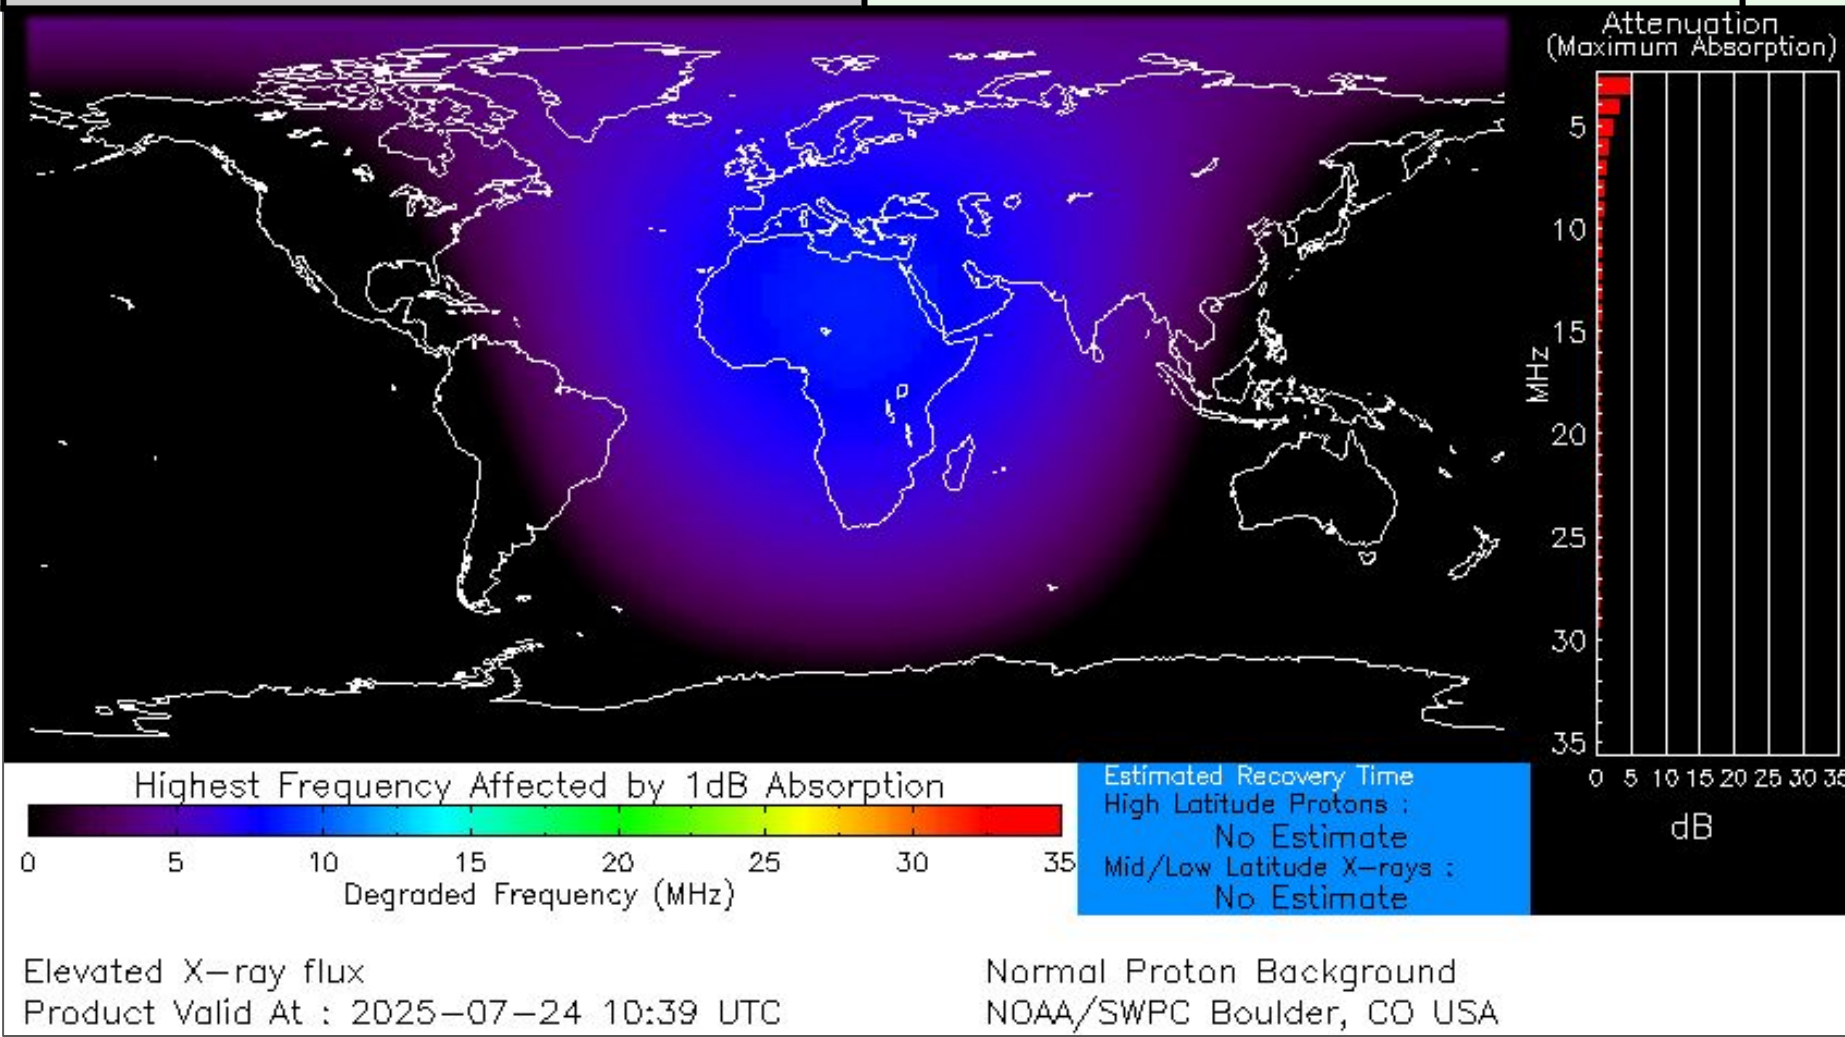 Attenuation
(Maximum Absorption)
5
10
15
20
25
30
35
MHz
0 5 10 15 20 25 30 35
dB
Highest Frequency Affected by 1dB Absorption
0 5 10 15 20 25 30 35
Degraded Frequency (MHz)
Estimated Recovery Time
High Latitude Protons :
No Estimate
Mid/Low Latitude X-rays :
No Estimate
Elevated X-ray flux
Product Valid At : 2025-07-24 10:39 UTC
Normal Proton Background
NOAA/SWPC Boulder, CO USA